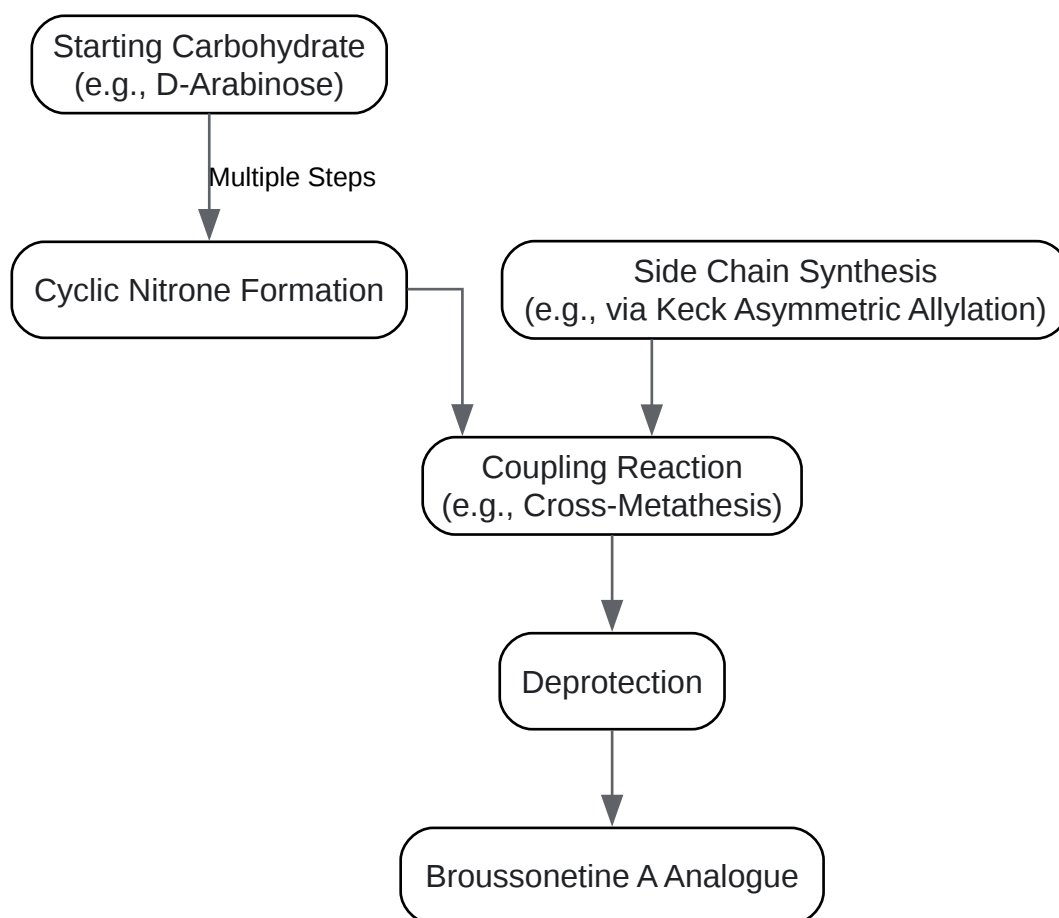 Starting Carbohydrate
(e.g., D-Arabinose)
Multiple Steps
Cyclic Nitrone Formation
Side Chain Synthesis
(e.g., via Keck Asymmetric Allylation)
Coupling Reaction
(e.g., Cross-Metathesis)
Deprotection
Broussonetine A Analogue